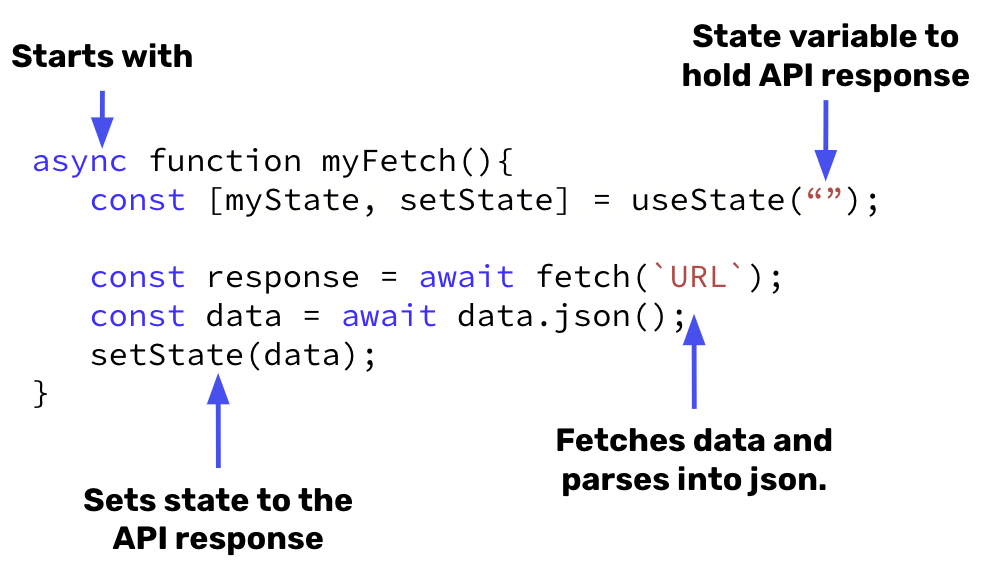 Starts with
State variable to
hold API response
async function myFetch(){
const [myState, setState] = useState(“”);
const response = await fetch(`URL`);
const data = await data.json();
setState(data);
}
Fetches data and
parses into json.
Sets state to the
API response